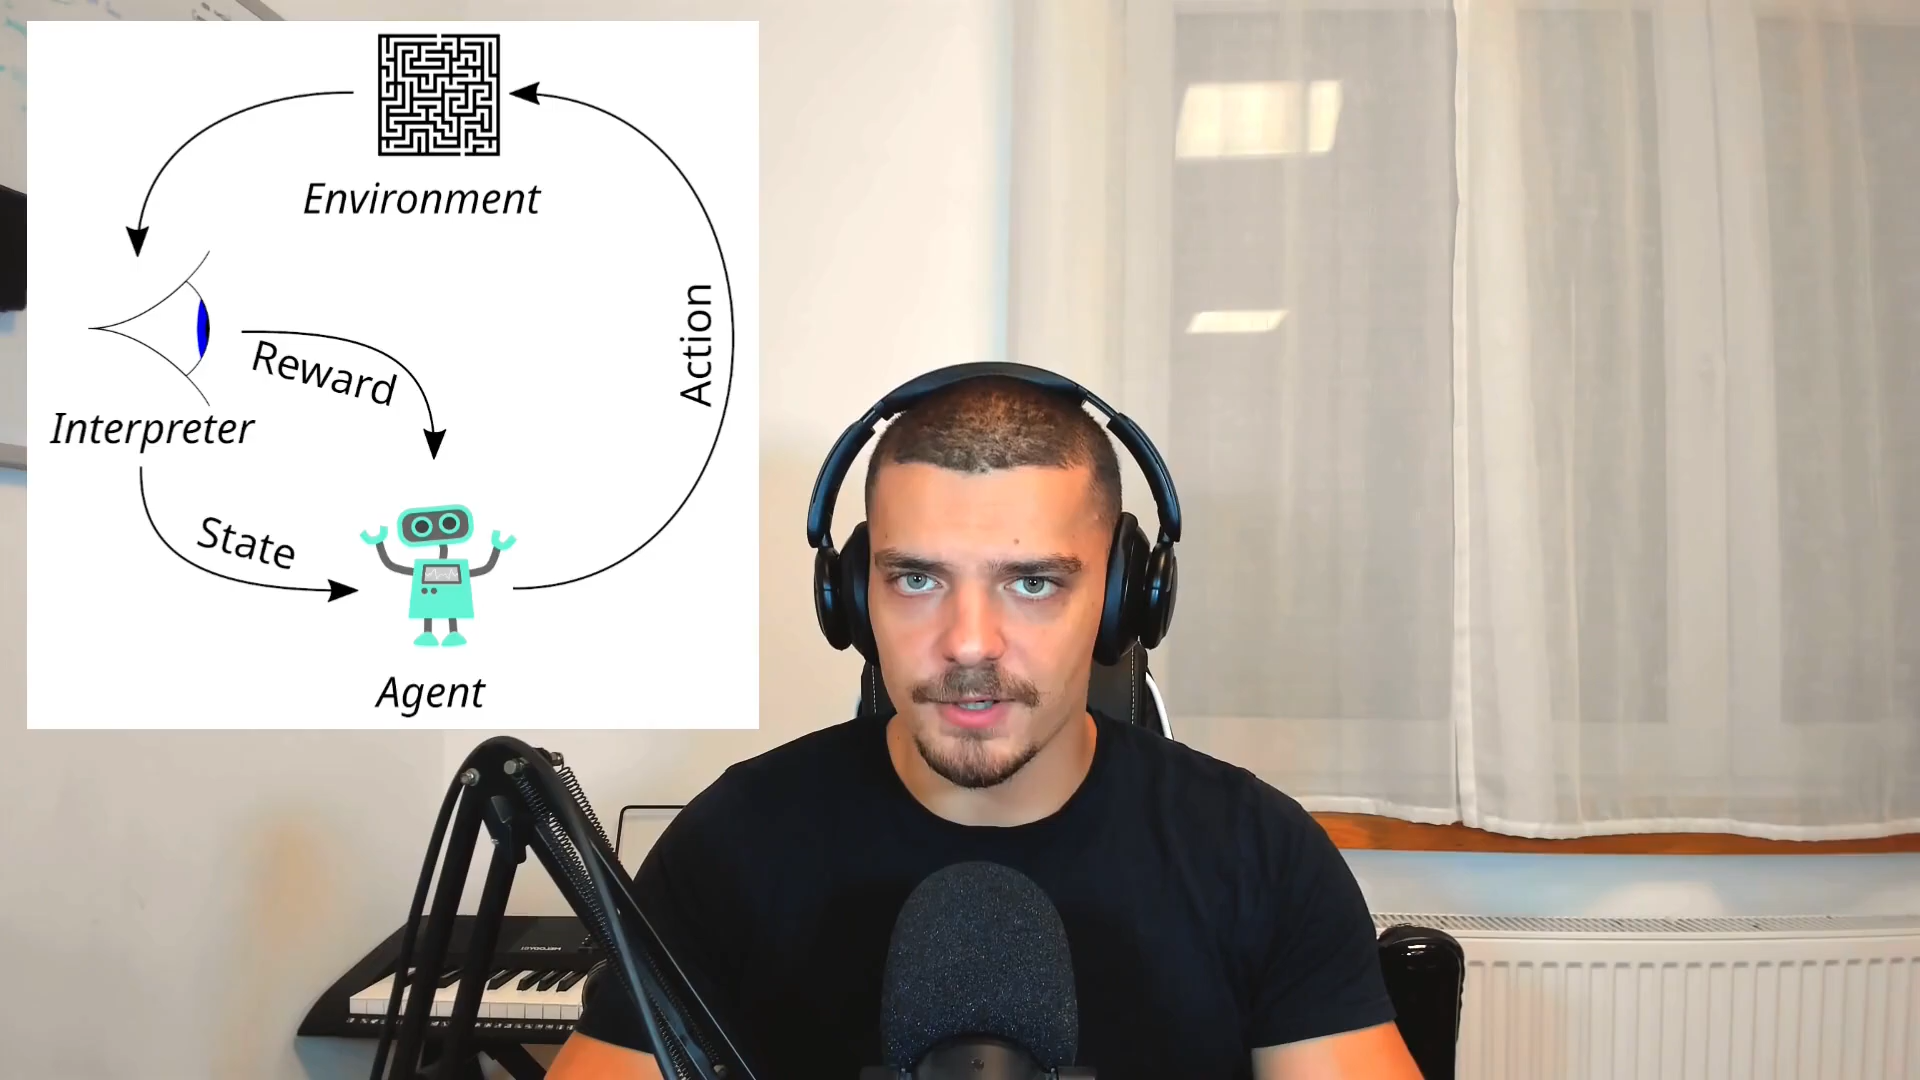 Environment
Action
Reward
Interpreter
State
Agent